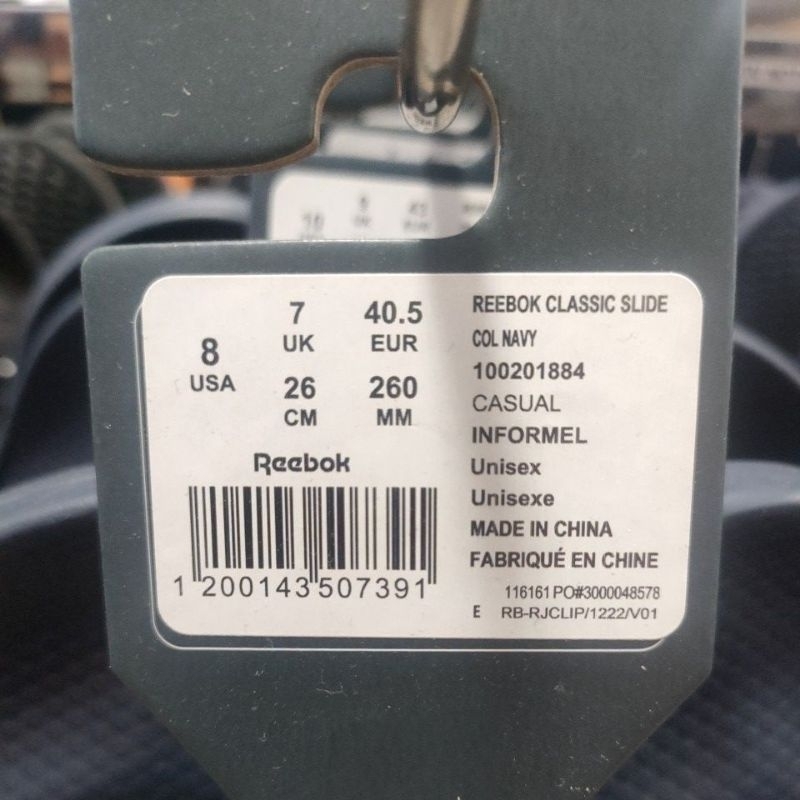 8
USA
7
UK
40.5
EUR
26
CM
260
MM
Reebok
1 200143 507391
REEBOK CLASSIC SLIDE
COL NAVY
100201884
CASUAL
INFORMEL
Unisex
Unisexe
MADE IN CHINA
FABRIQUÉ EN CHINE
116161 PO#3000048578
E RB-RJCLIP/1222/V01